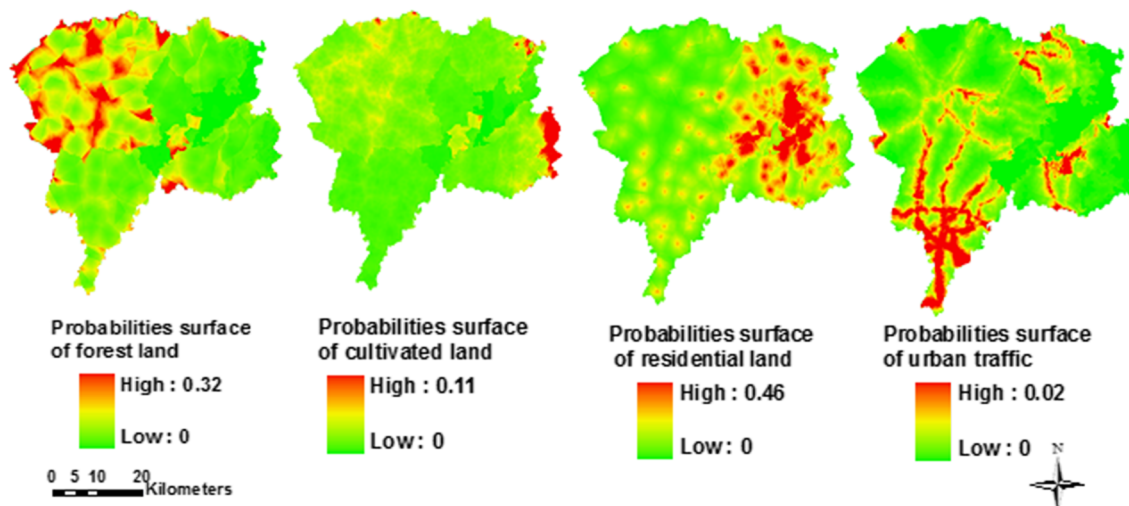 Probabilities surface
of forest land
High : 0.32
Low : 0
Probabilities surface
of cultivated land
High : 0.11
Low : 0
Probabilities surface
of residential land
High : 0.46
Low : 0
Probabilities surface
of urban traffic
High : 0.02
Low : 0
0 5 10 20
Kilometers
N